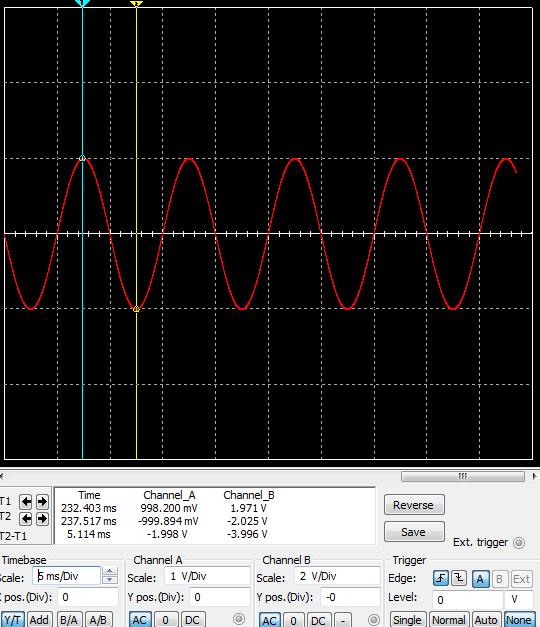 T1
T2
T2-T1
Time Channel_A Channel_B
232.403 ms 998.200 mV 1.971 V
237.517 ms -999.894 mV -2.025 V
5.114 ms -1.998 V -3.996 V
Reverse
Save
Ext. trigger
Timebase
Scale: 5 ms/Div
X pos.(Div): 0
Y/T Add B/A A/B
Channel A
Scale: 1 V/Div
Y pos.(Div): 0
AC 0 DC
Channel B
Scale: 2 V/Div
Y pos.(Div): -0
AC 0 DC -
Trigger
Edge: A B Ext
Level: 0 V
Single Normal Auto None